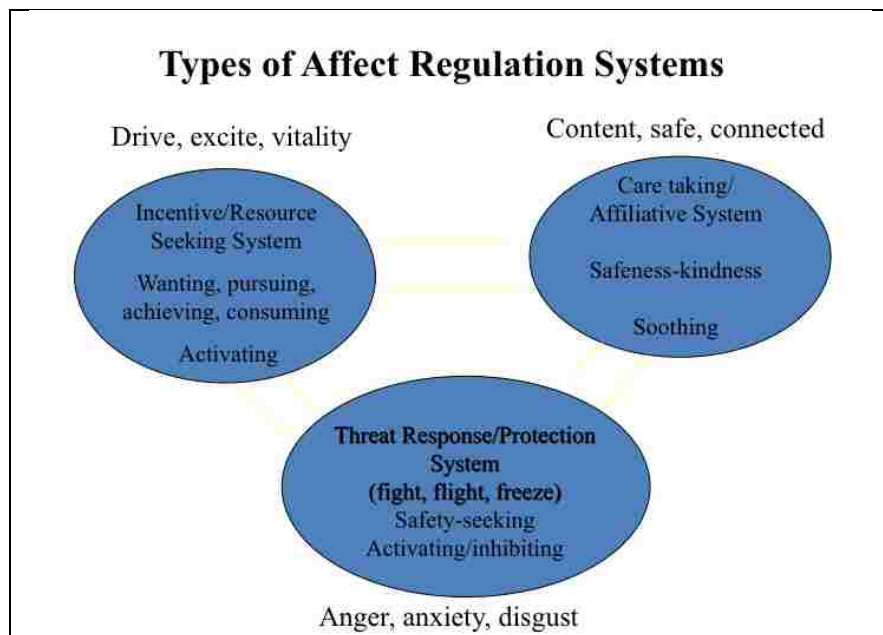 Types of Affect Regulation Systems
Drive, excite, vitality
Content, safe, connected
Incentive/Resource
Seeking System
Wanting, pursuing,
achieving, consuming
Activating
Care taking/
Affiliative System
Safeness-kindness
Soothing
Threat Response/Protection
System
(fight, flight, freeze)
Safety-seeking
Activating/inhibiting
Anger, anxiety, disgust